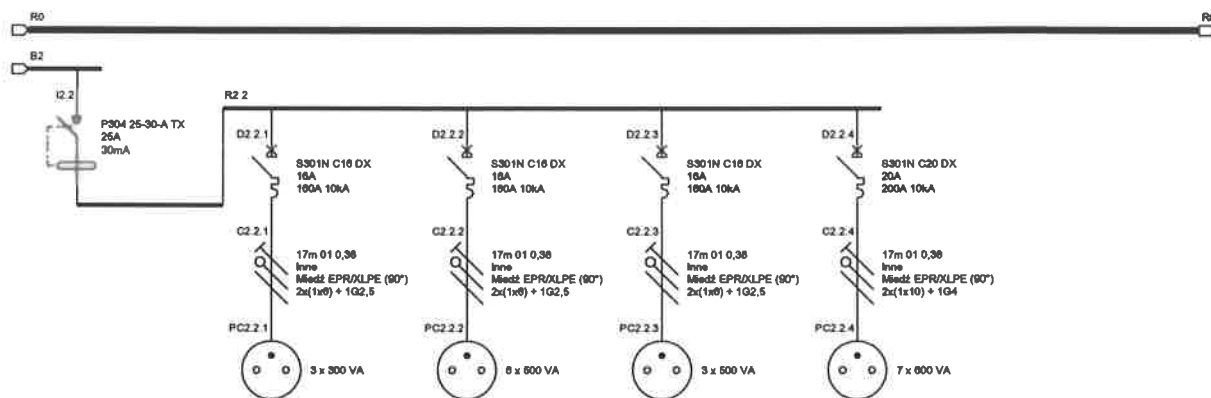 R0
B2
I2.2
P304 25-30-A TX
25A
30mA
R2 2
D2.2.1
S301N C16 DX
16A
160A 10kA
C2.2.1
17m 01 0,38
Inne
Miedź EPR/XLPE (90°)
2x(1x6) + 1G2,5
PC2.2.1
3 x 300 VA
D2.2.2
S301N C16 DX
16A
160A 10kA
C2.2.2
17m 01 0,38
Inne
Miedź EPR/XLPE (90°)
2x(1x6) + 1G2,5
PC2.2.2
6 x 500 VA
D2.2.3
S301N C16 DX
16A
160A 10kA
C2.2.3
17m 01 0,38
Inne
Miedź EPR/XLPE (90°)
2x(1x6) + 1G2,5
PC2.2.3
3 x 500 VA
D2.2.4
S301N C20 DX
20A
200A 10kA
C2.2.4
17m 01 0,38
Inne
Miedź EPR/XLPE (90°)
2x(1x10) + 1G4
PC2.2.4
7 x 600 VA